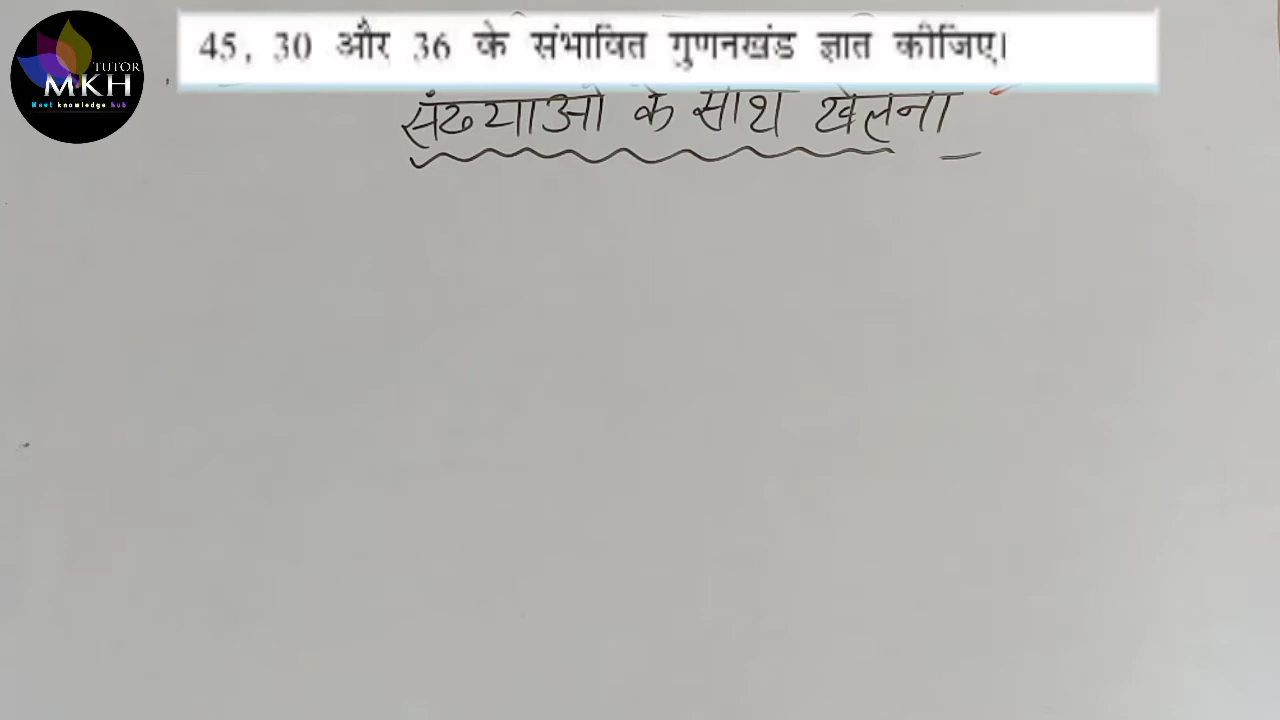 45, 30 और 36 के संभावित गुणनखंड ज्ञात कीजिए।
TUTOR
MKH
Meet knowledge hub
संख्याओ के साथ खेलना